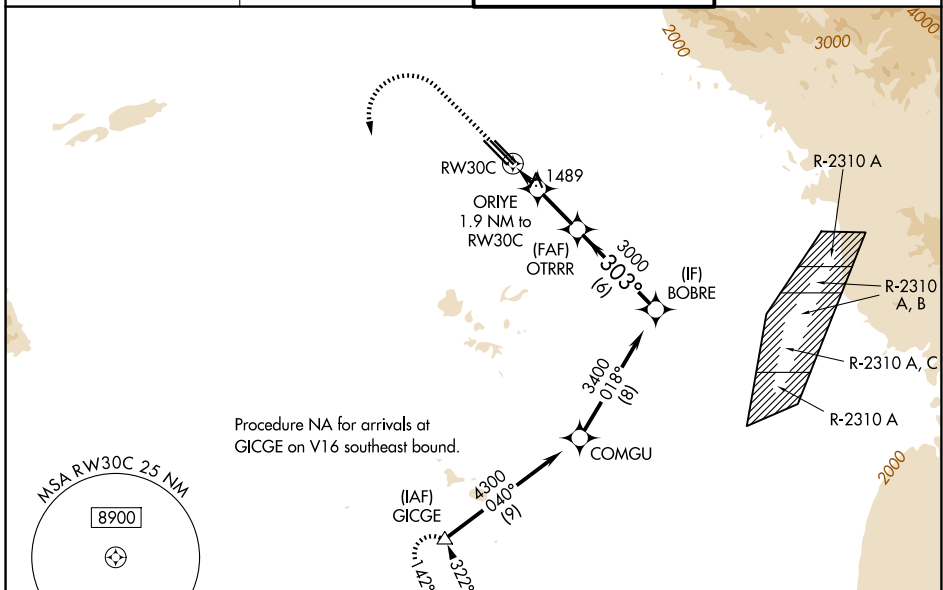 2000
3000
4000
RW30C
1489
ORIYE
1.9 NM to
RW30C
(FAF)
OTRRR
3000
303°
(6)
(IF)
BOBRE
R-2310 A
R-2310
A, B
R-2310 A, C
R-2310 A
3400
018°
(8)
Procedure NA for arrivals at
GICGE on V16 southeast bound.
COMGU
2000
MSA RW30C 25 NM
8900
(IAF)
GICGE
4300
040°
(9)
142°
322°